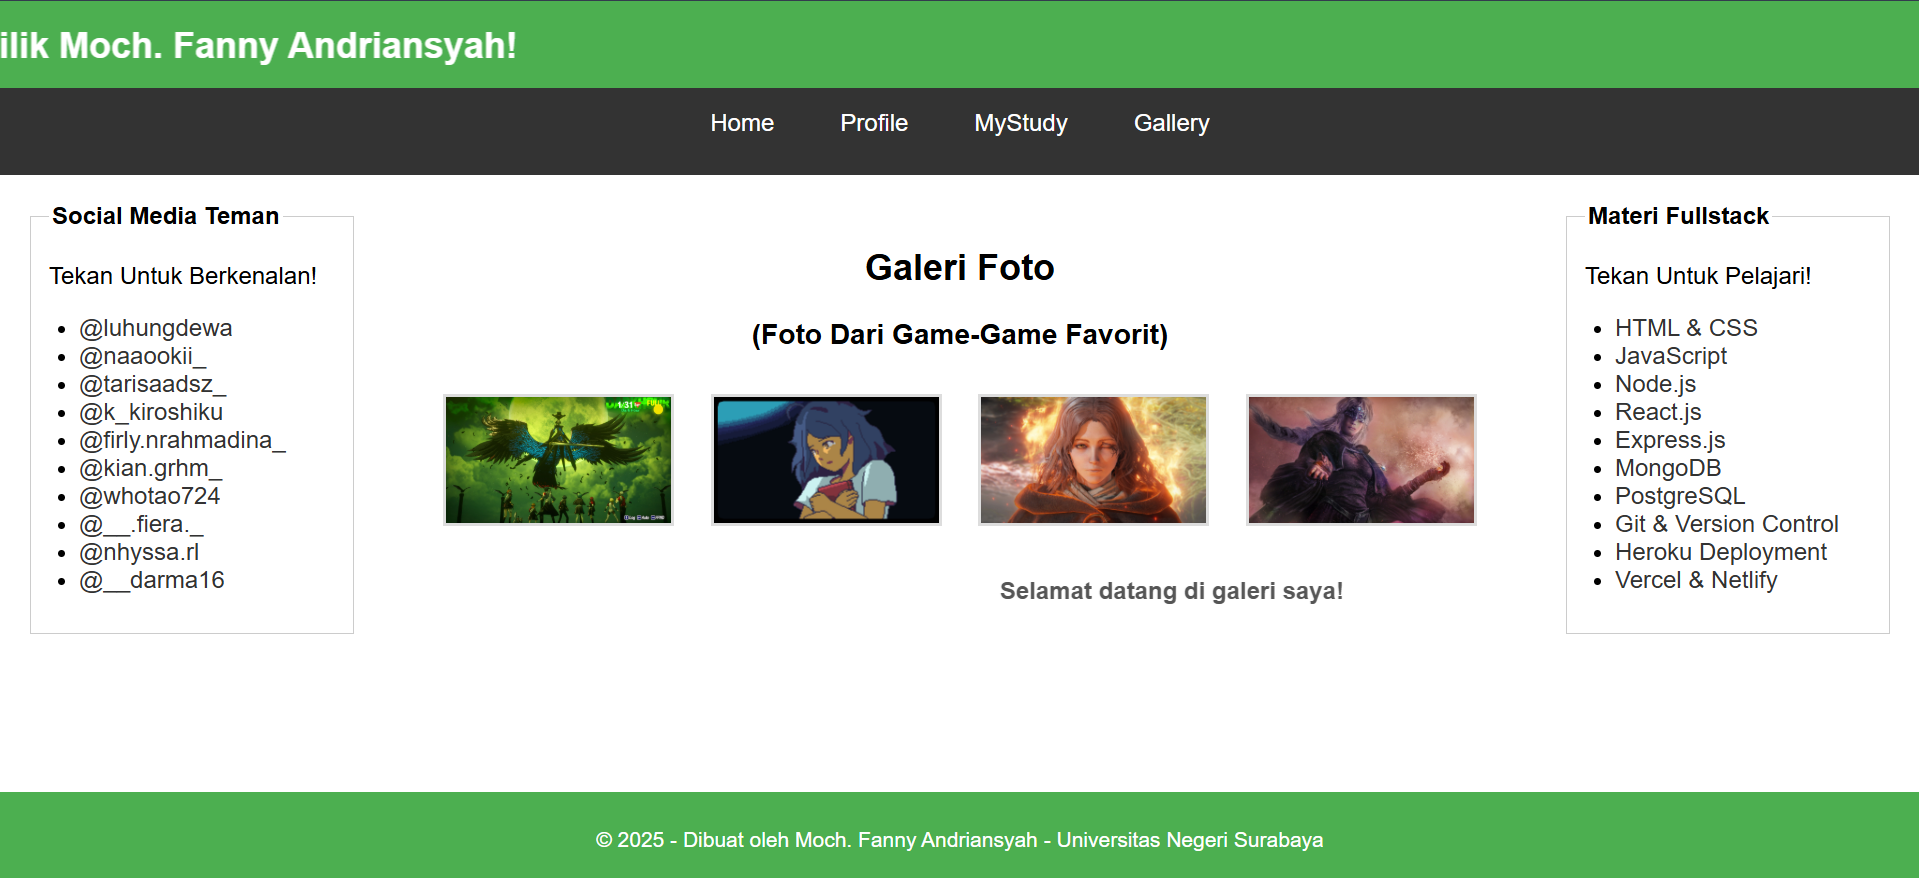 ilik Moch. Fanny Andriansyah!
Home Profile MyStudy Gallery
Social Media Teman
Tekan Untuk Berkenalan!
@luhungdewa
@naaookii_
@tarisaadsz_
@k_kiroshiku
@firly.nrahmadina_
@kian.grhm_
@whotao724
@__.fiera._
@nhyssa.rl
@__darma16
Galeri Foto
(Foto Dari Game-Game Favorit)
1/31
Selamat datang di galeri saya!
Materi Fullstack
Tekan Untuk Pelajari!
HTML & CSS
JavaScript
Node.js
React.js
Express.js
MongoDB
PostgreSQL
Git & Version Control
Heroku Deployment
Vercel & Netlify
© 2025 - Dibuat oleh Moch. Fanny Andriansyah - Universitas Negeri Surabaya